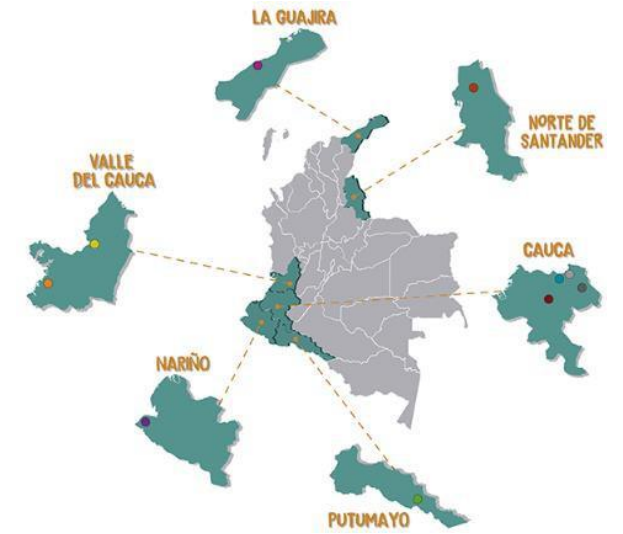 LA GUAJIRA
NORTE DE
SANTANDER
VALLE
DEL CAUCA
CAUCA
NARIÑO
PUTUMAYO